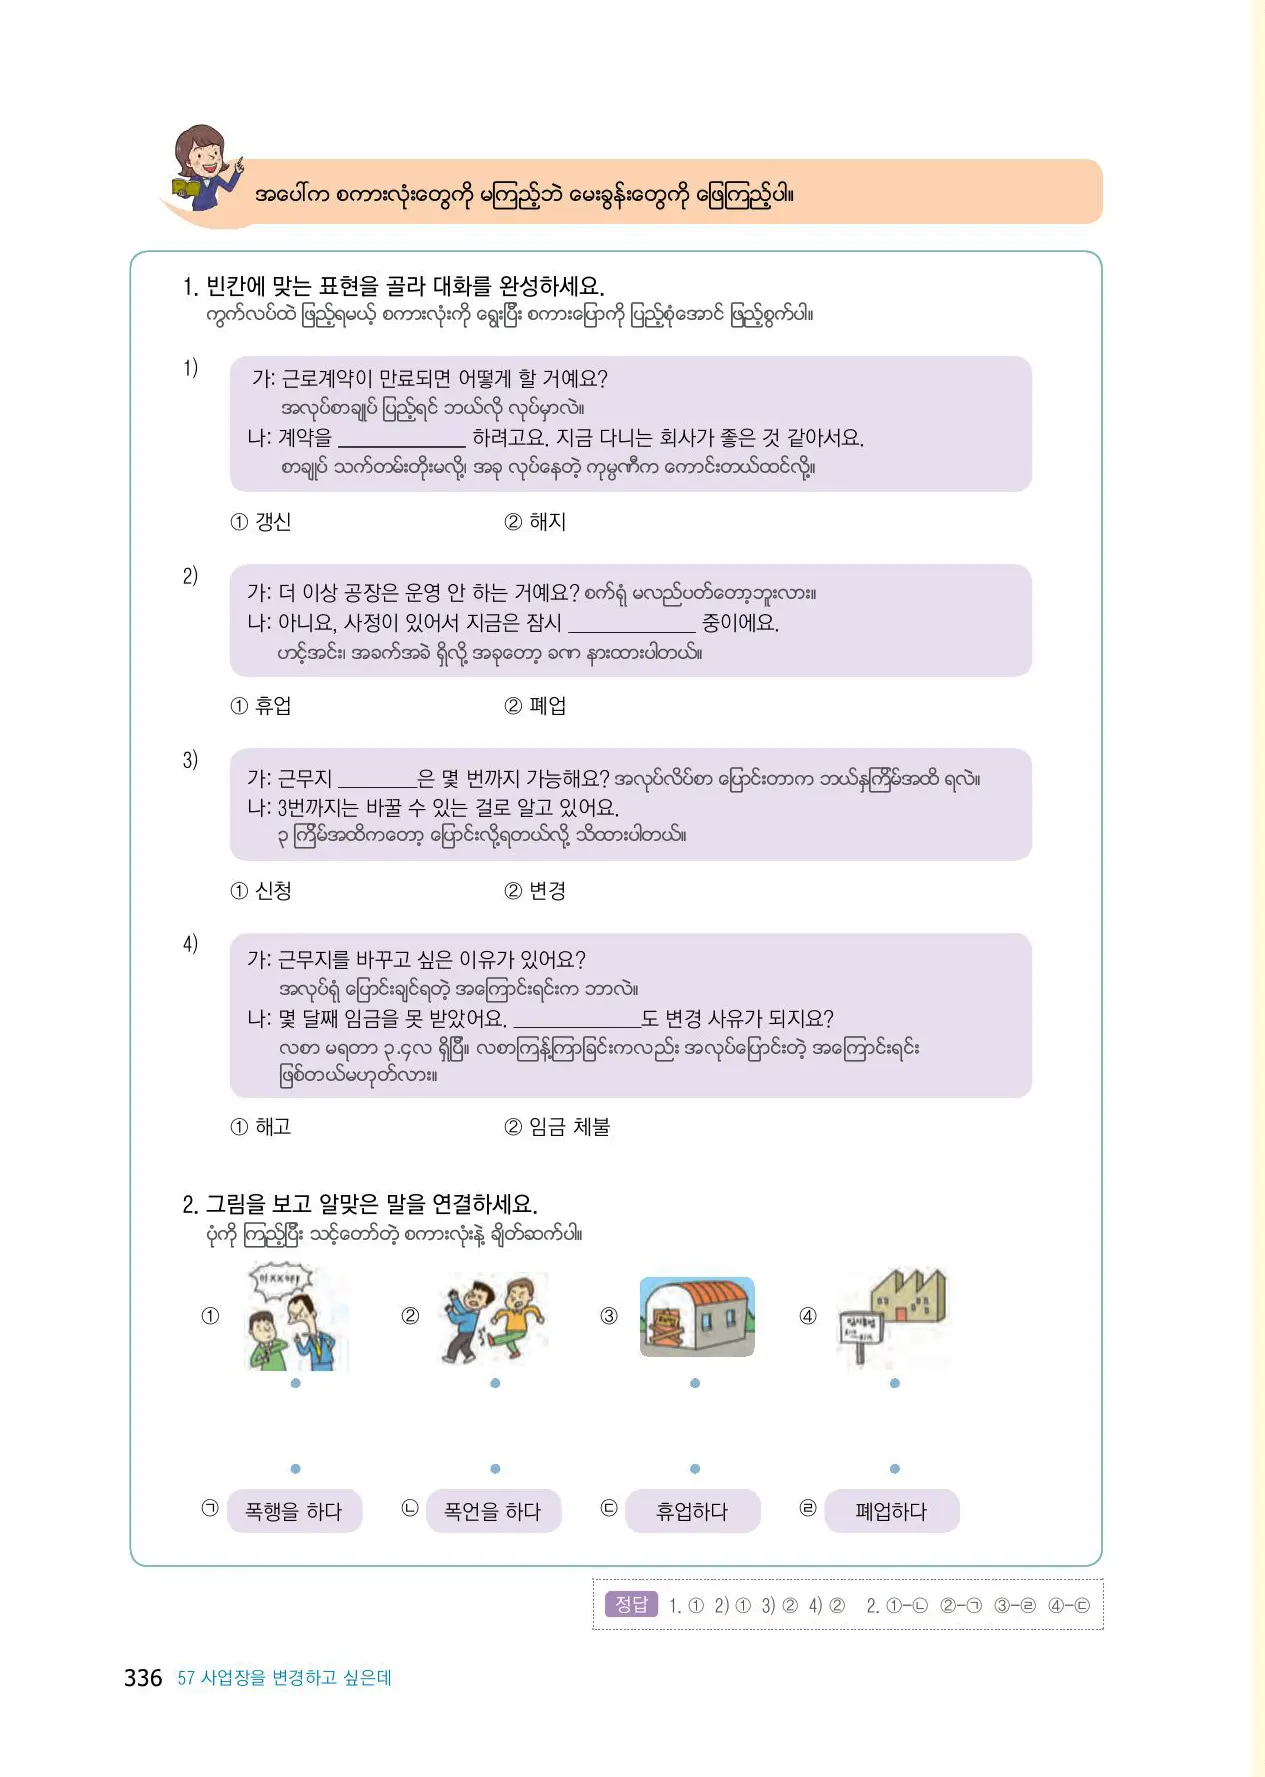 အပေါ်က စကားလုံးတွေကို မကြည့်ဘဲ မေးခွန်းတွေကို ဖြေကြည့်ပါ။
1. 빈칸에 맞는 표현을 골라 대화를 완성하세요.
ကွက်လပ်ထဲ ဖြည့်ရမယ့် စကားလုံးကို ရွေးပြီး စကားပြောကို ပြည့်စုံအောင် ဖြည့်စွက်ပါ။
1)
가: 근로계약이 만료되면 어떻게 할 거예요?
အလုပ်စာချုပ် ပြည့်ရင် ဘယ်လို လုပ်မှာလဲ။
나: 계약을 ____________ 하려고요. 지금 다니는 회사가 좋은 것 같아서요.
စာချုပ် သက်တမ်းတိုးမလို့၊ အခု လုပ်နေတဲ့ ကုမ္ပဏီက ကောင်းတယ်ထင်လို့။
① 갱신 ② 해지
2)
가: 더 이상 공장은 운영 안 하는 거예요? စက်ရုံ မလည်ပတ်တော့ဘူးလား။
나: 아니요, 사정이 있어서 지금은 잠시 ____________ 중이에요.
ဟင့်အင်း၊ အခက်အခဲ ရှိလို့ အခုတော့ ခဏ နားထားပါတယ်။
① 휴업 ② 폐업
3)
가: 근무지 ________은 몇 번까지 가능해요? အလုပ်လိပ်စာ ပြောင်းတာက ဘယ်နှကြိမ်အထိ ရလဲ။
나: 3번까지는 바꿀 수 있는 걸로 알고 있어요.
၃ ကြိမ်အထိကတော့ ပြောင်းလို့ရတယ်လို့ သိထားပါတယ်။
① 신청 ② 변경
4)
가: 근무지를 바꾸고 싶은 이유가 있어요?
အလုပ်ရုံ ပြောင်းချင်ရတဲ့ အကြောင်းရင်းက ဘာလဲ။
나: 몇 달째 임금을 못 받았어요. ____________도 변경 사유가 되지요?
လစာ မရတာ ၃.၄လ ရှိပြီ။ လစာကြန့်ကြာခြင်းကလည်း အလုပ်ပြောင်းတဲ့ အကြောင်းရင်း
ဖြစ်တယ်မဟုတ်လား။
① 해고 ② 임금 체불
2. 그림을 보고 알맞은 말을 연결하세요.
ပုံကို ကြည့်ပြီး သင့်တော်တဲ့ စကားလုံးနဲ့ ချိတ်ဆက်ပါ။
① ② ③ ④
㉠ 폭행을 하다 ㉡ 폭언을 하다 ㉢ 휴업하다 ㉣ 폐업하다
정답 1. ① 2) ① 3) ② 4) ② 2. ①-㉡ ②-㉠ ③-㉣ ④-㉢
336 57 사업장을 변경하고 싶은데